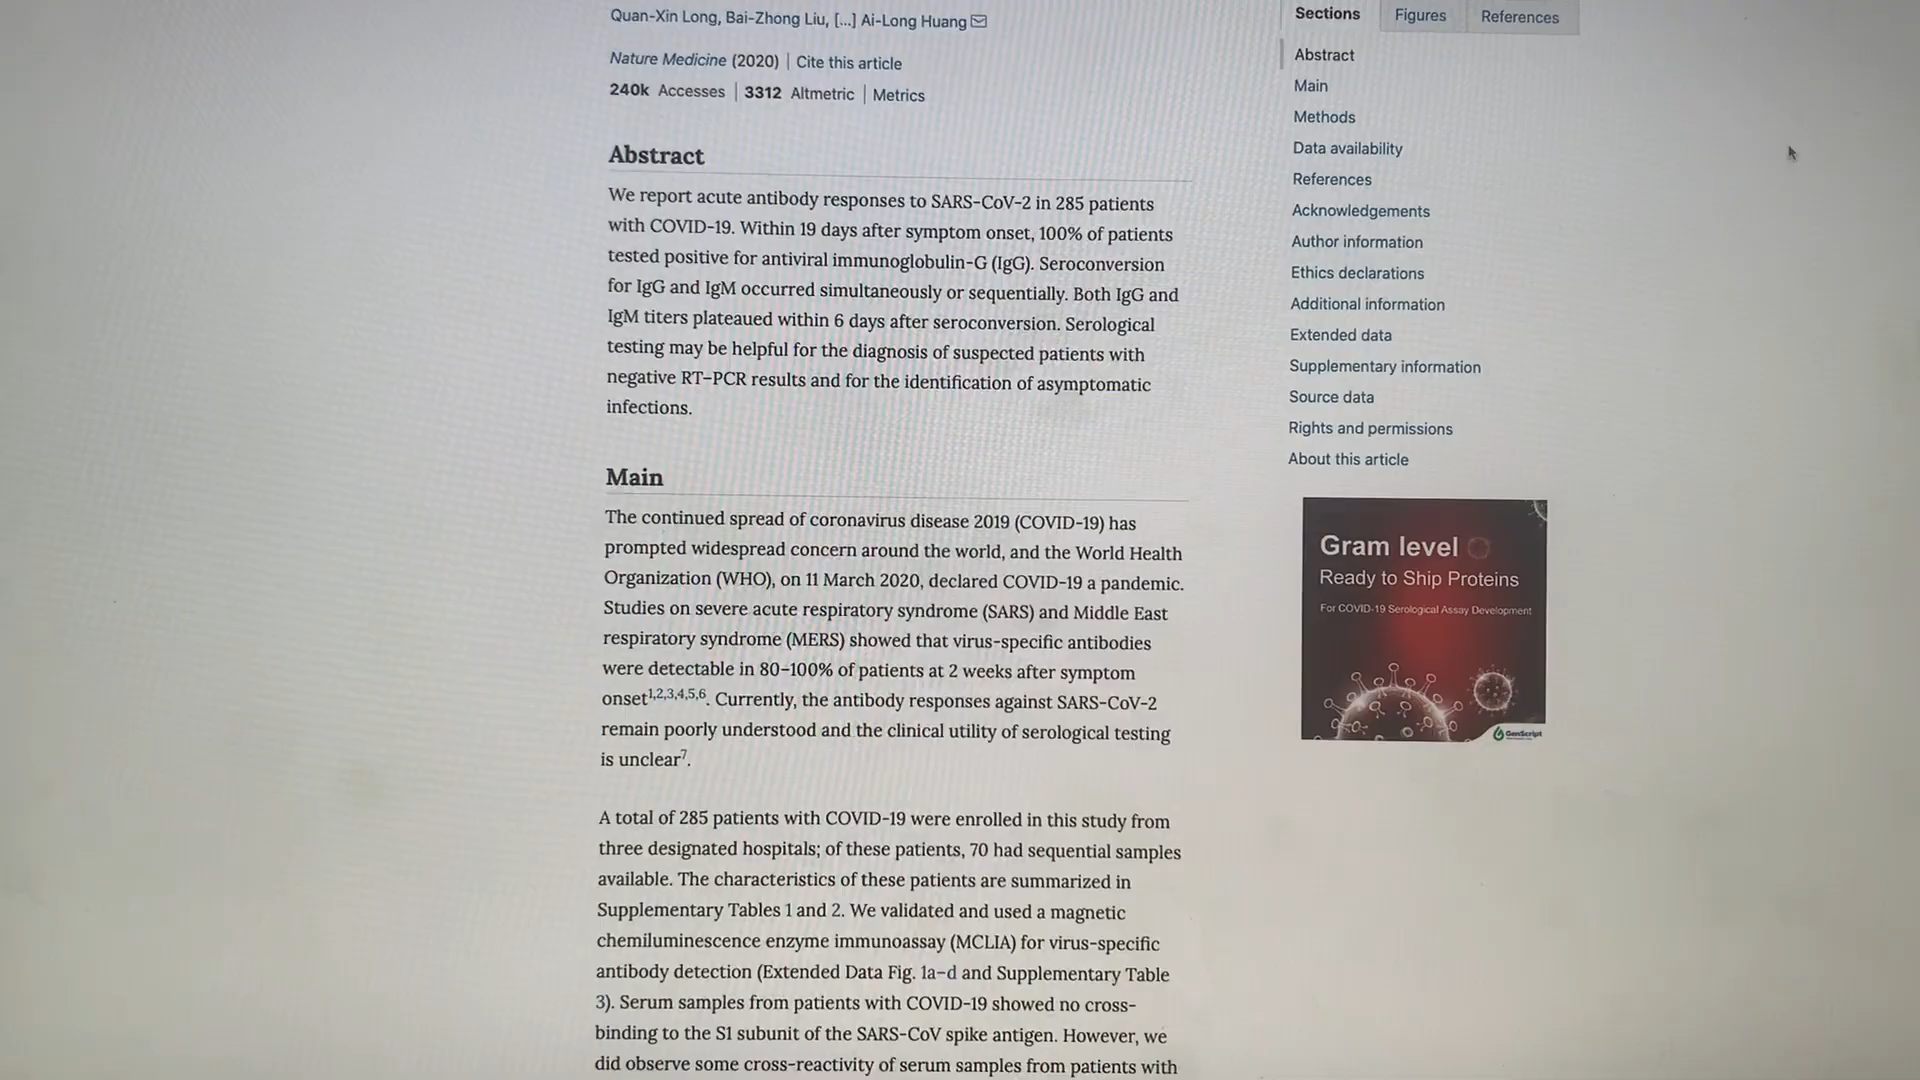 Quan-Xin Long, Bai-Zhong Liu, [...] Ai-Long Huang
Nature Medicine (2020) | Cite this article
240k Accesses | 3312 Altmetric | Metrics
Abstract
We report acute antibody responses to SARS-CoV-2 in 285 patients
with COVID-19. Within 19 days after symptom onset, 100% of patients
tested positive for antiviral immunoglobulin-G (IgG). Seroconversion
for IgG and IgM occurred simultaneously or sequentially. Both IgG and
IgM titers plateaued within 6 days after seroconversion. Serological
testing may be helpful for the diagnosis of suspected patients with
negative RT–PCR results and for the identification of asymptomatic
infections.
Main
The continued spread of coronavirus disease 2019 (COVID-19) has
prompted widespread concern around the world, and the World Health
Organization (WHO), on 11 March 2020, declared COVID-19 a pandemic.
Studies on severe acute respiratory syndrome (SARS) and Middle East
respiratory syndrome (MERS) showed that virus-specific antibodies
were detectable in 80–100% of patients at 2 weeks after symptom
onset1,2,3,4,5,6. Currently, the antibody responses against SARS-CoV-2
remain poorly understood and the clinical utility of serological testing
is unclear7.
A total of 285 patients with COVID-19 were enrolled in this study from
three designated hospitals; of these patients, 70 had sequential samples
available. The characteristics of these patients are summarized in
Supplementary Tables 1 and 2. We validated and used a magnetic
chemiluminescence enzyme immunoassay (MCLIA) for virus-specific
antibody detection (Extended Data Fig. 1a–d and Supplementary Table
3). Serum samples from patients with COVID-19 showed no cross-
binding to the S1 subunit of the SARS-CoV spike antigen. However, we
did observe some cross-reactivity of serum samples from patients with
Sections
Figures
References
Abstract
Main
Methods
Data availability
References
Acknowledgements
Author information
Ethics declarations
Additional information
Extended data
Supplementary information
Source data
Rights and permissions
About this article
Gram level
Ready to Ship Proteins
For COVID-19 Serological Assay Development
GenScript